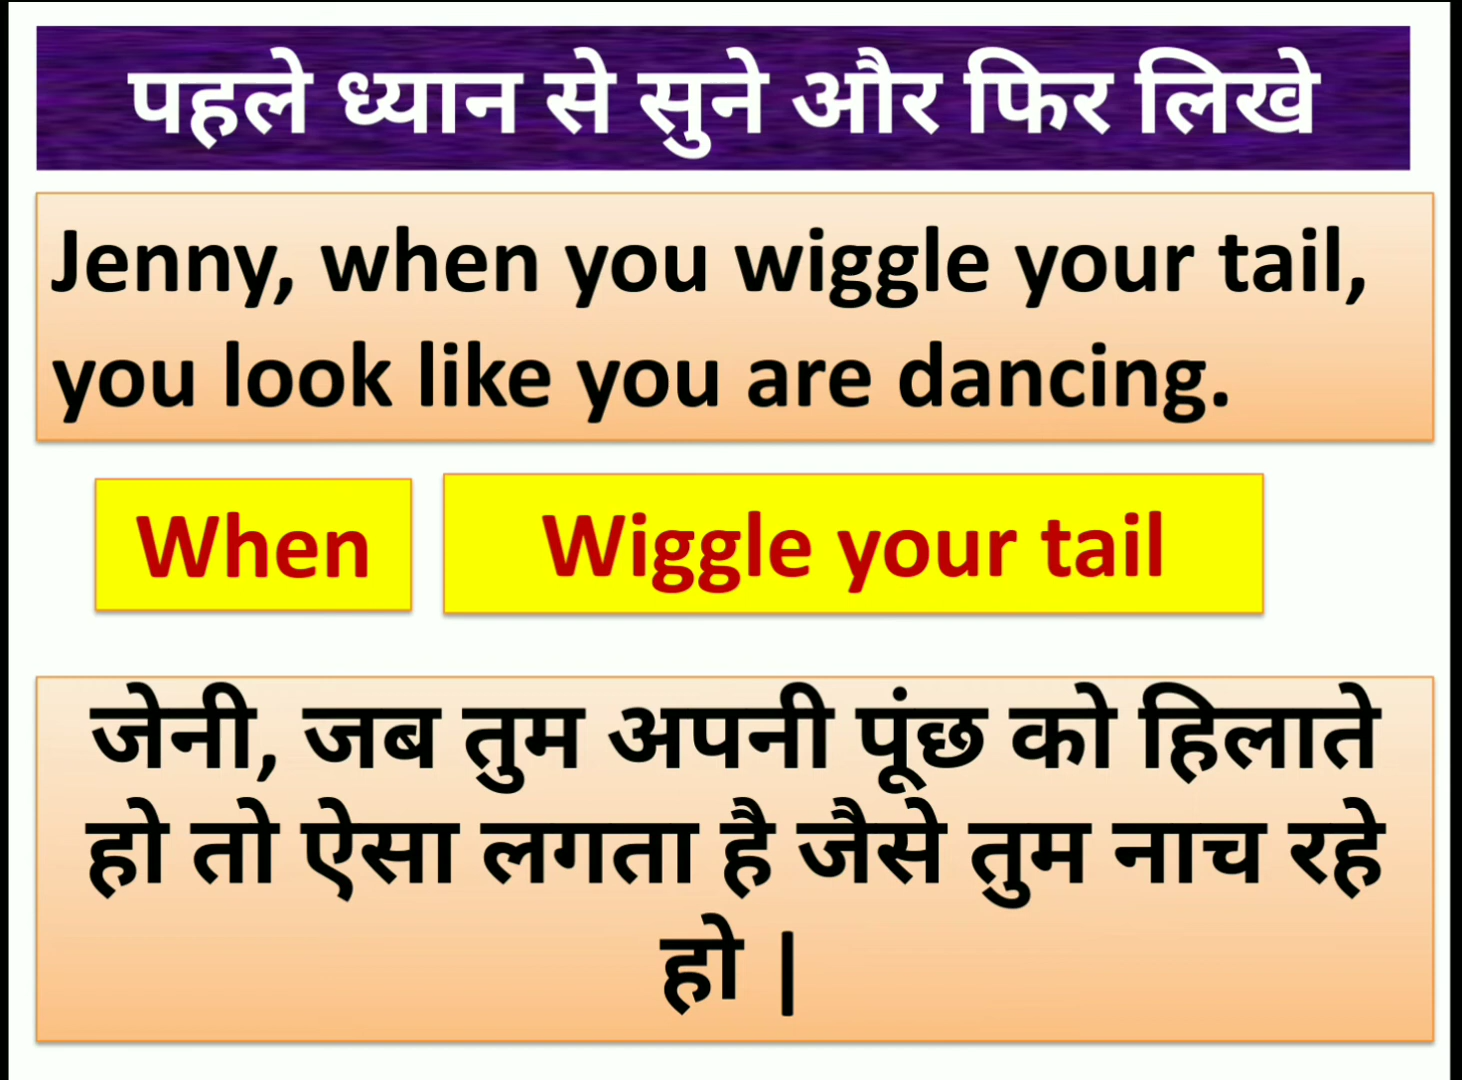 पहले ध्यान से सुने और फिर लिखे
Jenny, when you wiggle your tail,
you look like you are dancing.
When
Wiggle your tail
जेनी, जब तुम अपनी पूंछ को हिलाते
हो तो ऐसा लगता है जैसे तुम नाच रहे
हो |